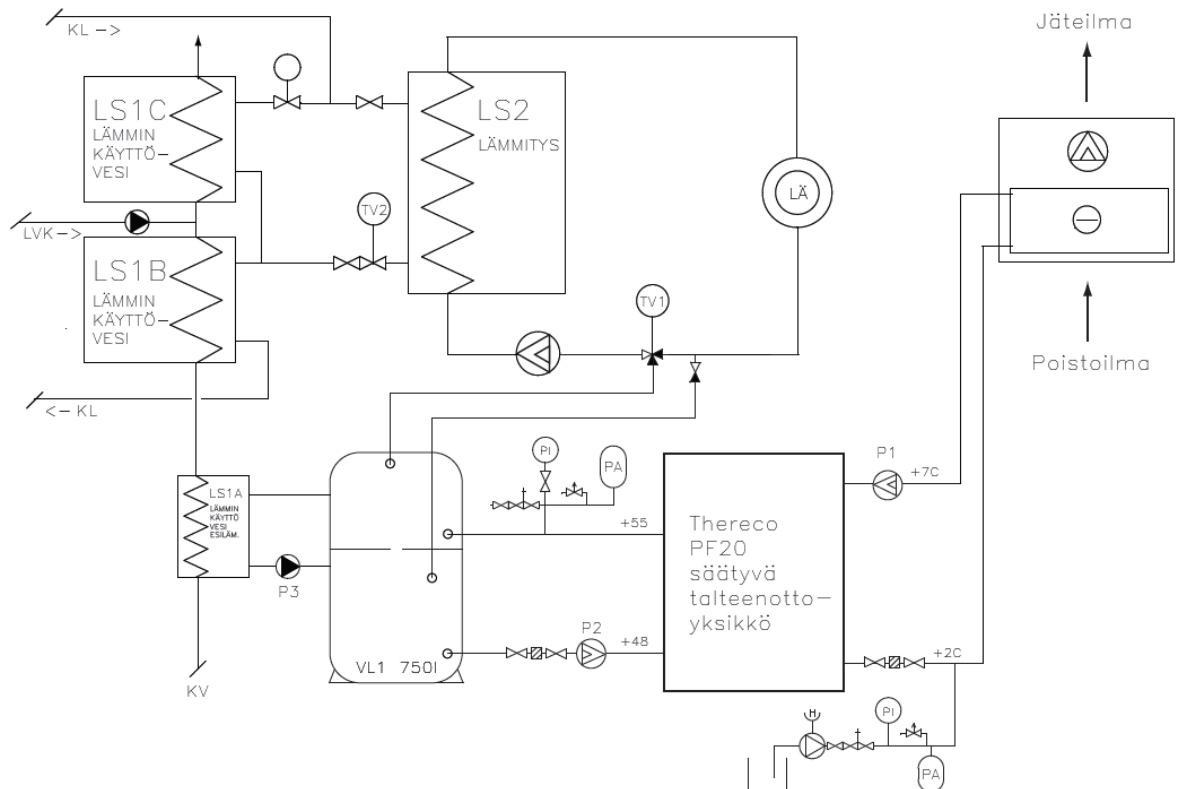 KL ->
Jäteilma
LS1C
LÄMMIN
KÄYTTÖ-
VESI
LS2
LÄMMITYS
LÄ
TV2
LVK->
LS1B
LÄMMIN
KÄYTTÖ-
VESI
TV1
Poistoilma
<- KL
PI
PA
P1
+7C
LS1A
LÄMMIN
KÄYTTÖ
VESI
ESILÄM.
+55
Thereco
PF20
säätyvä
talteenotto-
yksikkö
P3
P2
+48
+2C
VL1 750l
KV
H
PI
PA